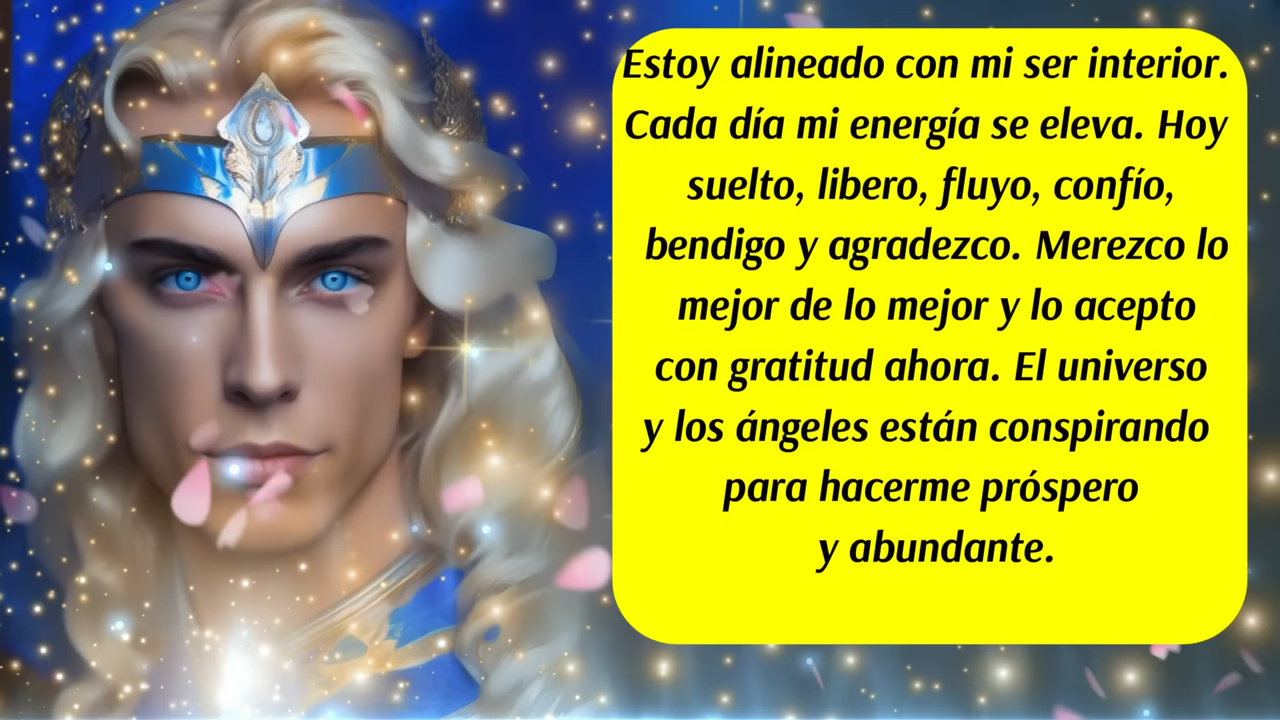 Estoy alineado con mi ser interior.
Cada día mi energía se eleva. Hoy
suelto, libero, fluyo, confío,
bendigo y agradezco. Merezco lo
mejor de lo mejor y lo acepto
con gratitud ahora. El universo
y los ángeles están conspirando
para hacerme próspero
y abundante.